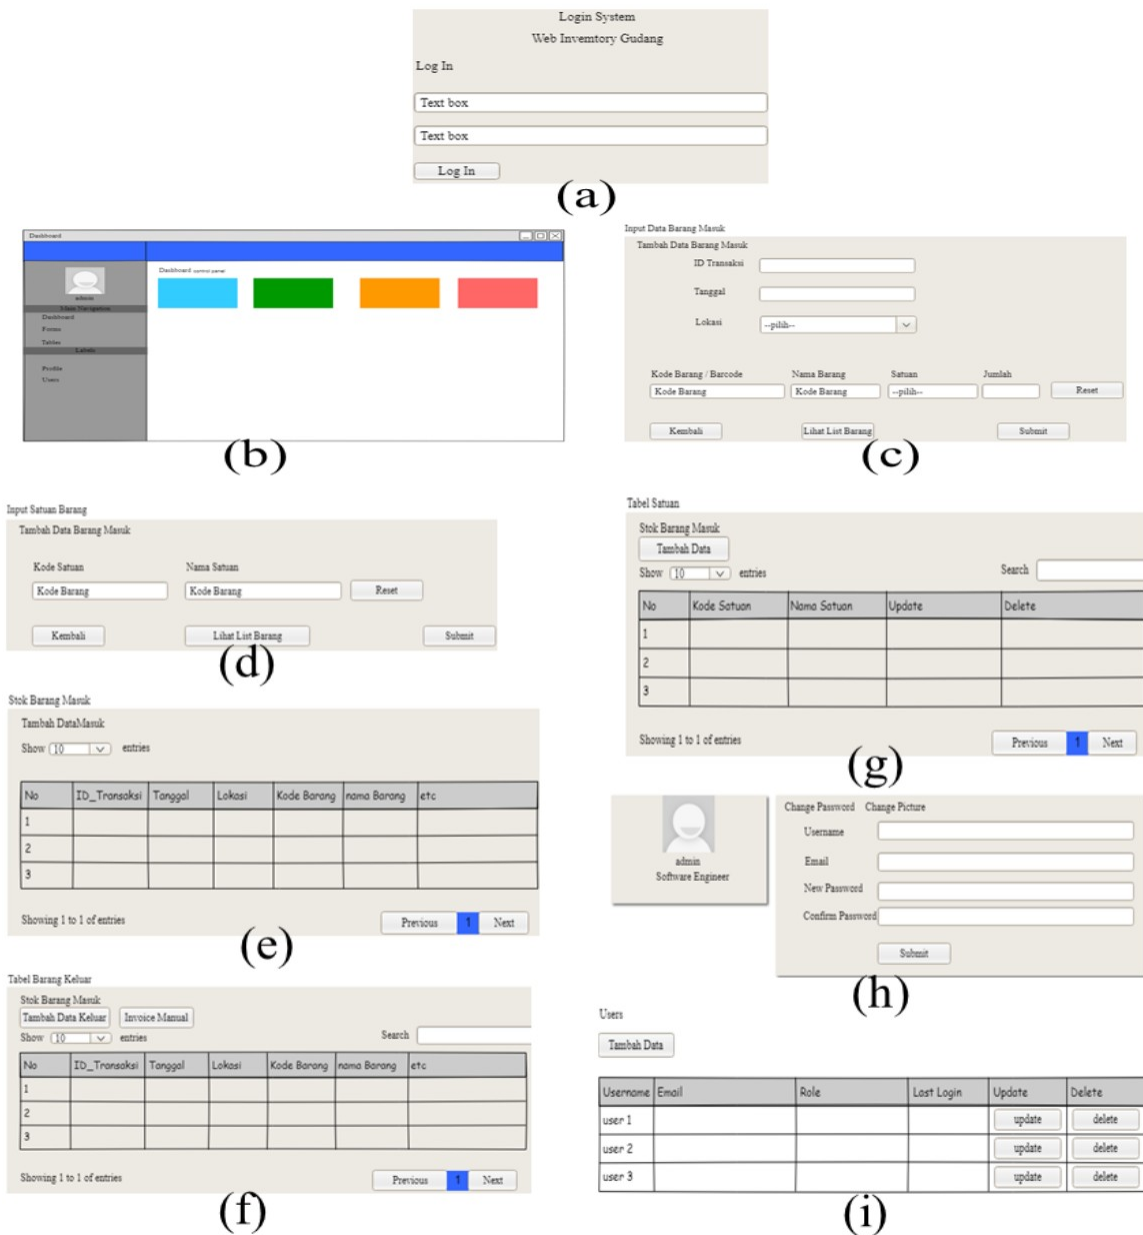 Login System
Web Invemtory Gudang
Log In
Text box
Text box
Log In
(a)
Dashboard
Dashboard control panel
admin
Main Navigation
Dashboard
Forms
Tables
Labels
Profile
Users
(b)
Input Data Barang Masuk
Tambah Data Barang Masuk
ID Transaksi
Tanggal
Lokasi --pilih--
Kode Barang / Barcode Nama Barang Satuan Jumlah
Kode Barang Kode Barang --pilih-- Reset
Kembali Lihat List Barang Submit
(c)
Input Satuan Barang
Tambah Data Barang Masuk
Kode Satuan Nama Satuan
Kode Barang Kode Barang Reset
Kembali Lihat List Barang Submit
(d)
Stok Barang Masuk
Tambah DataMasuk
Show 10 entries
No ID_Transaksi Tanggal Lokasi Kode Barang nama Barang etc
1
2
3
Showing 1 to 1 of entries Previous 1 Next
(e)
Tabel Barang Keluar
Stok Barang Masuk
Tambah Data Keluar Invoice Manual
Show 10 entries Search
No ID_Transaksi Tanggal Lokasi Kode Barang nama Barang etc
1
2
3
Showing 1 to 1 of entries Previous 1 Next
(f)
Tabel Satuan
Stok Barang Masuk
Tambah Data
Show 10 entries Search
No Kode Satuan Nama Satuan Update Delete
1
2
3
Showing 1 to 1 of entries Previous 1 Next
(g)
admin
Software Engineer
Change Password Change Picture
Username
Email
New Password
Confirm Password
Submit
(h)
Users
Tambah Data
Username Email Role Last Login Update Delete
user 1 update delete
user 2 update delete
user 3 update delete
(i)